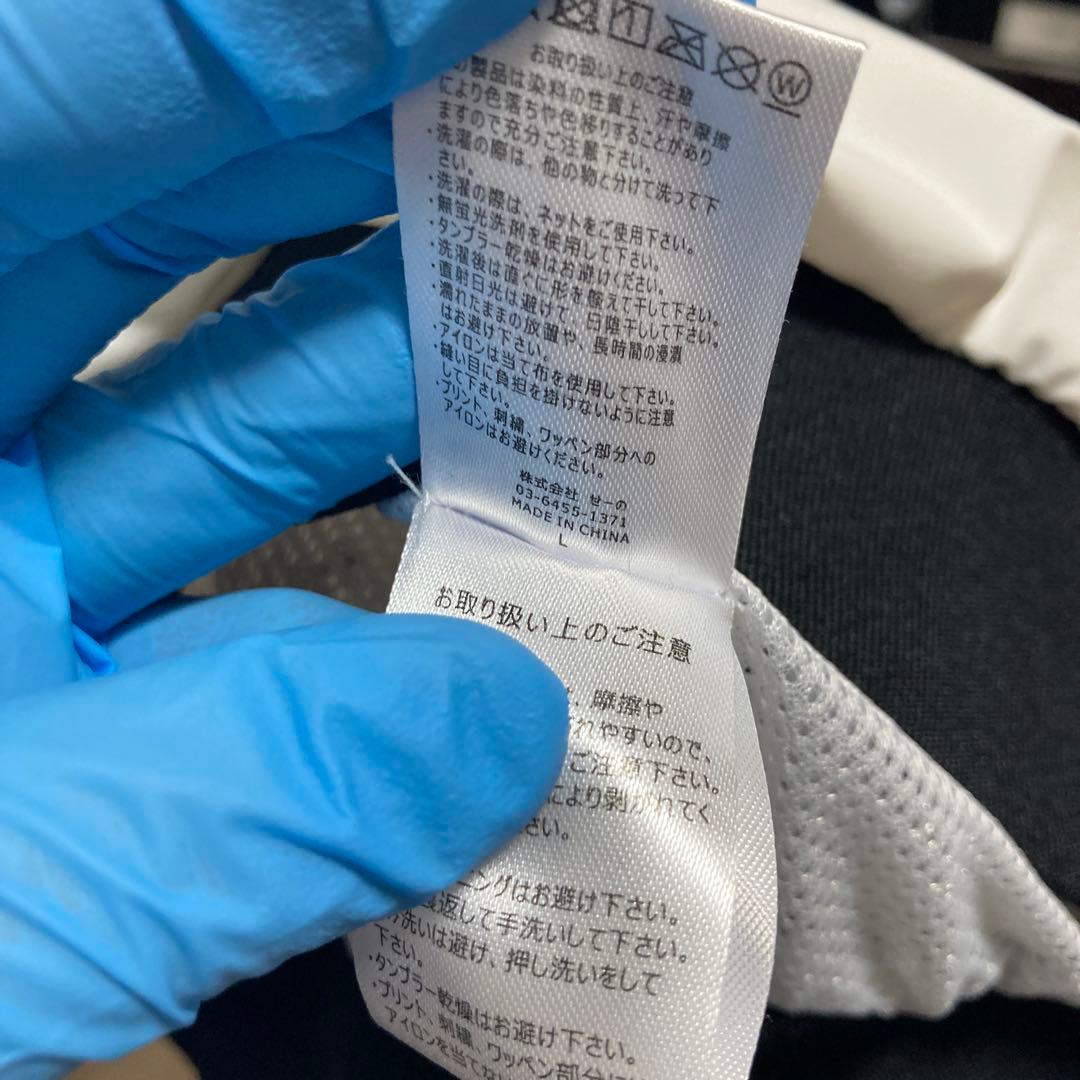 W
お取り扱い上のご注意
製品は染料の性質上、汗や摩擦
により色落ちや色移りすることがあり
ますので充分ご注意下さい。
・洗濯の際は、他の物と分けて洗って下
さい。
・洗濯の際は、ネットをご使用下さい。
・無蛍光洗剤を使用して下さい。
・タンブラー乾燥はお避けください。
・洗濯後は直ぐに形を整えて干して下さい。
・直射日光は避けて、日陰干しして下さい。
・濡れたままの放置や、長時間の浸漬
はお避け下さい。
・アイロンは当て布を使用して下さい。
・縫い目に負担を掛けないように注意
して下さい。
・プリント、刺繍、ワッペン部分への
アイロンはお避けください。
株式会社 せーの
03-6455-1371
MADE IN CHINA
L
お取り扱い上のご注意
、摩擦や
れやすいので、
ご注意下さい。
により剥がれてく
さい。
ニングはお避け下さい。
返して手洗いして下さい。
洗いは避け、押し洗いをして
下さい。
・タンブラー乾燥はお避け下さい。
・プリント、刺繍、ワッペン部分に
アイロンを当てない